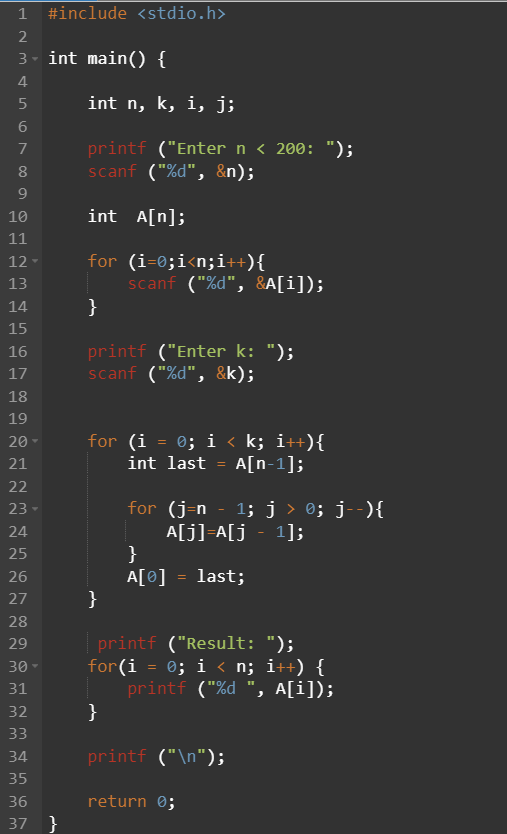 1 #include <stdio.h>
2
3 int main() {
4
5     int n, k, i, j;
6
7     printf ("Enter n < 200: ");
8     scanf ("%d", &n);
9
10     int  A[n];
11
12     for (i=0;i<n;i++){
13         scanf ("%d", &A[i]);
14     }
15
16     printf ("Enter k: ");
17     scanf ("%d", &k);
18
19
20     for (i = 0; i < k; i++){
21         int last = A[n-1];
22
23         for (j=n - 1; j > 0; j--){
24             A[j]=A[j - 1];
25         }
26         A[0] = last;
27     }
28
29      printf ("Result: ");
30     for(i = 0; i < n; i++) {
31         printf ("%d ", A[i]);
32     }
33
34     printf ("\n");
35
36     return 0;
37 }